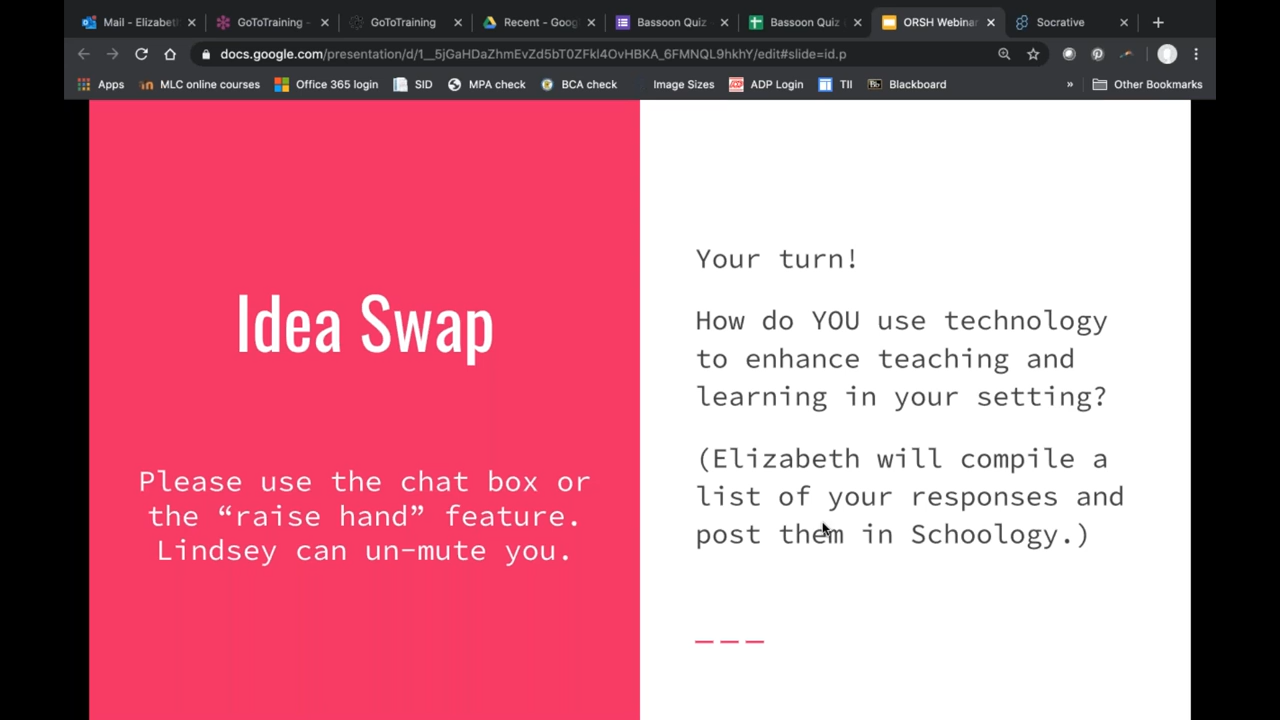 Mail - Elizabet
GoToTraining -
GoToTraining
Recent - Goog
Bassoon Quiz
Bassoon Quiz
ORSH Webinar
Socrative
docs.google.com/presentation/d/1__5jGaHDaZhmEvZd5bT0ZFkl4OvHBKA_6FMNQL9hkhY/edit#slide=id.p
Apps
MLC online courses
Office 365 login
SID
MPA check
BCA check
Image Sizes
ADP Login
TII
Bb
Blackboard
»
Other Bookmarks
Idea Swap
Please use the chat box or
the “raise hand” feature.
Lindsey can un-mute you.
Your turn!
How do YOU use technology
to enhance teaching and
learning in your setting?
(Elizabeth will compile a
list of your responses and
post them in Schoology.)